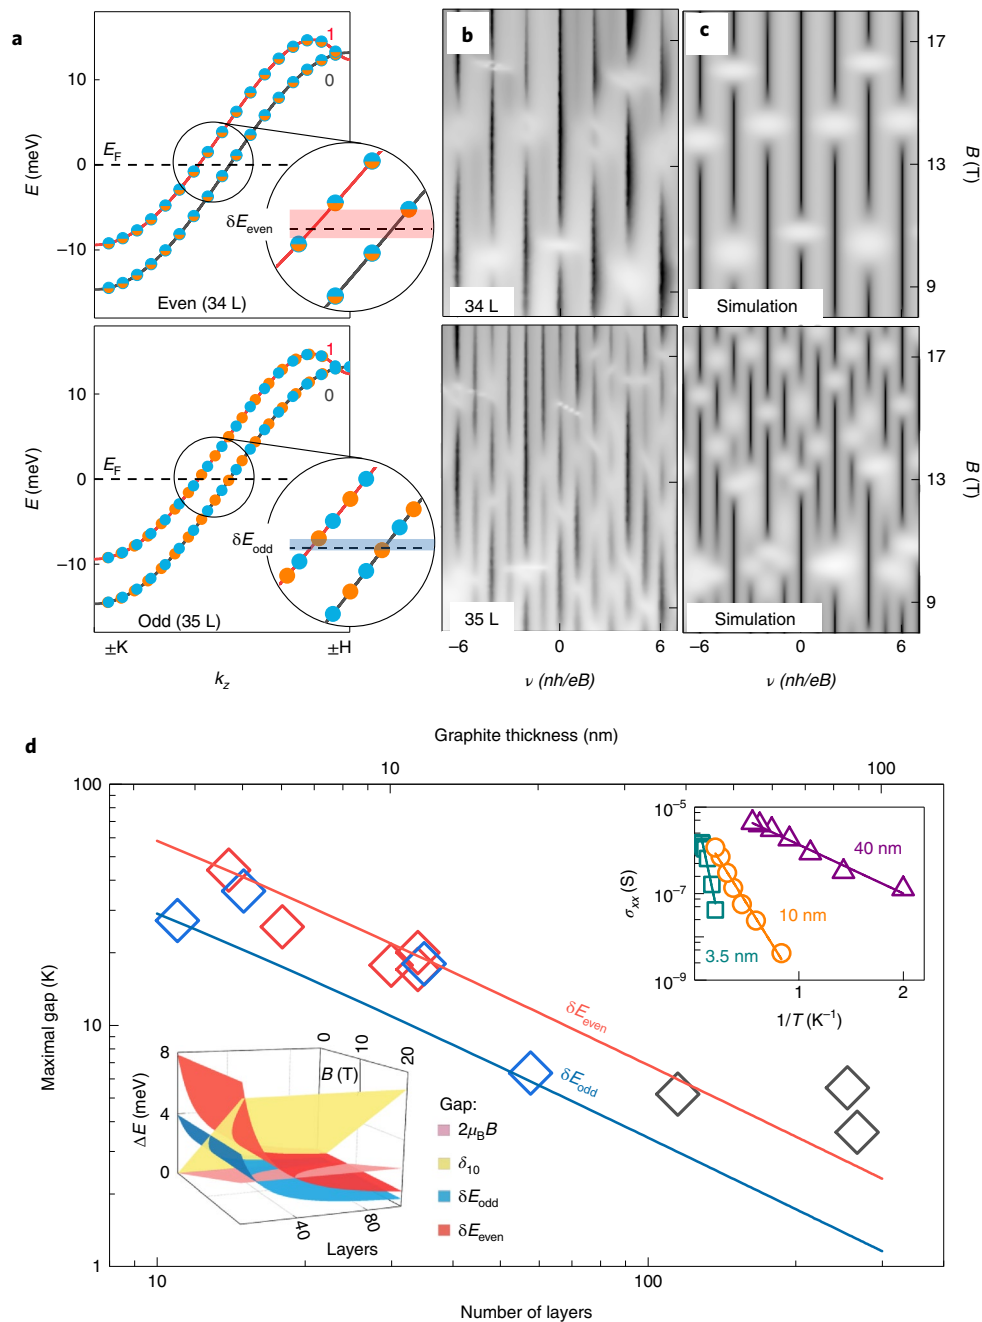 a
E (meV)
10
0
−10
E_F
1
0
δE_even
Even (34 L)
E (meV)
10
0
−10
E_F
1
0
δE_odd
Odd (35 L)
±K
±H
k_z
b
34 L
35 L
−6
0
6
ν (nh/eB)
c
Simulation
17
13
9
B (T)
Simulation
17
13
9
B (T)
−6
0
6
ν (nh/eB)
d
Graphite thickness (nm)
10
100
Maximal gap (K)
100
10
1
10
100
Number of layers
δE_even
δE_odd
σ_xx (S)
10^−5
10^−7
10^−9
40 nm
10 nm
3.5 nm
1
2
1/T (K^−1)
ΔE (meV)
8
4
0
0
10
20
B (T)
40
80
Layers
Gap:
2μ_BB
δ_10
δE_odd
δE_even